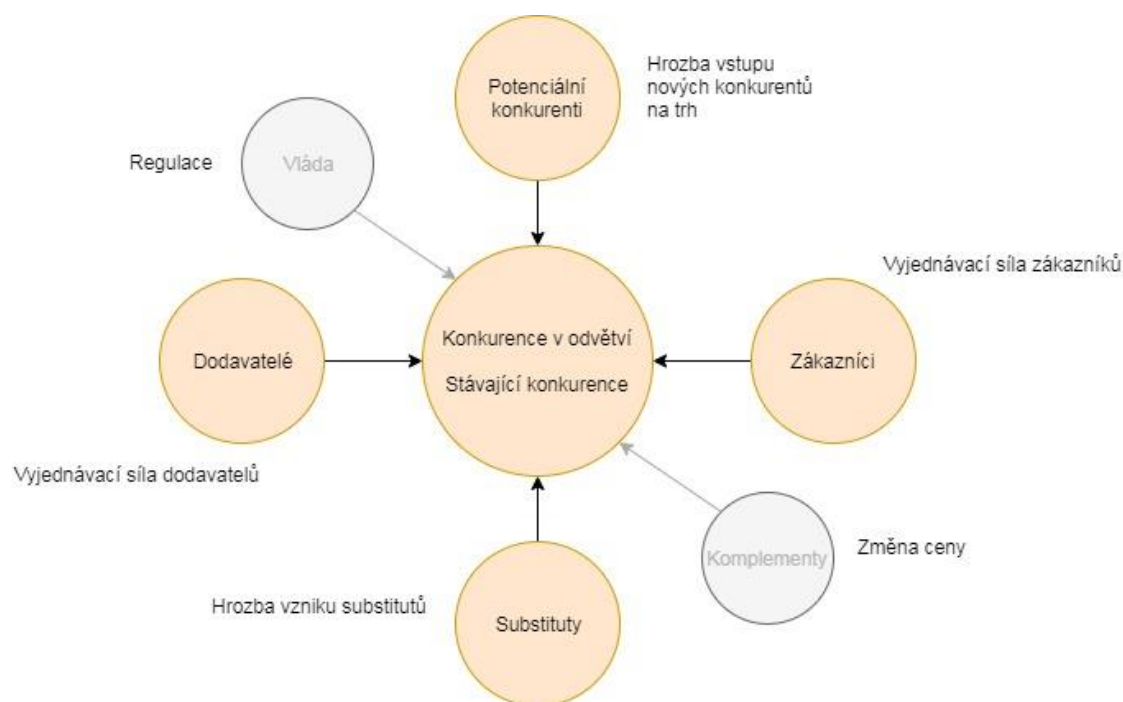 Potenciální
konkurenti
Hrozba vstupu
nových konkurentů
na trh
Regulace
Vláda
Vyjednávací síla zákazníků
Dodavatelé
Konkurence v odvětví
Stávající konkurence
Zákazníci
Vyjednávací síla dodavatelů
Komplementy
Změna ceny
Hrozba vzniku substitutů
Substituty